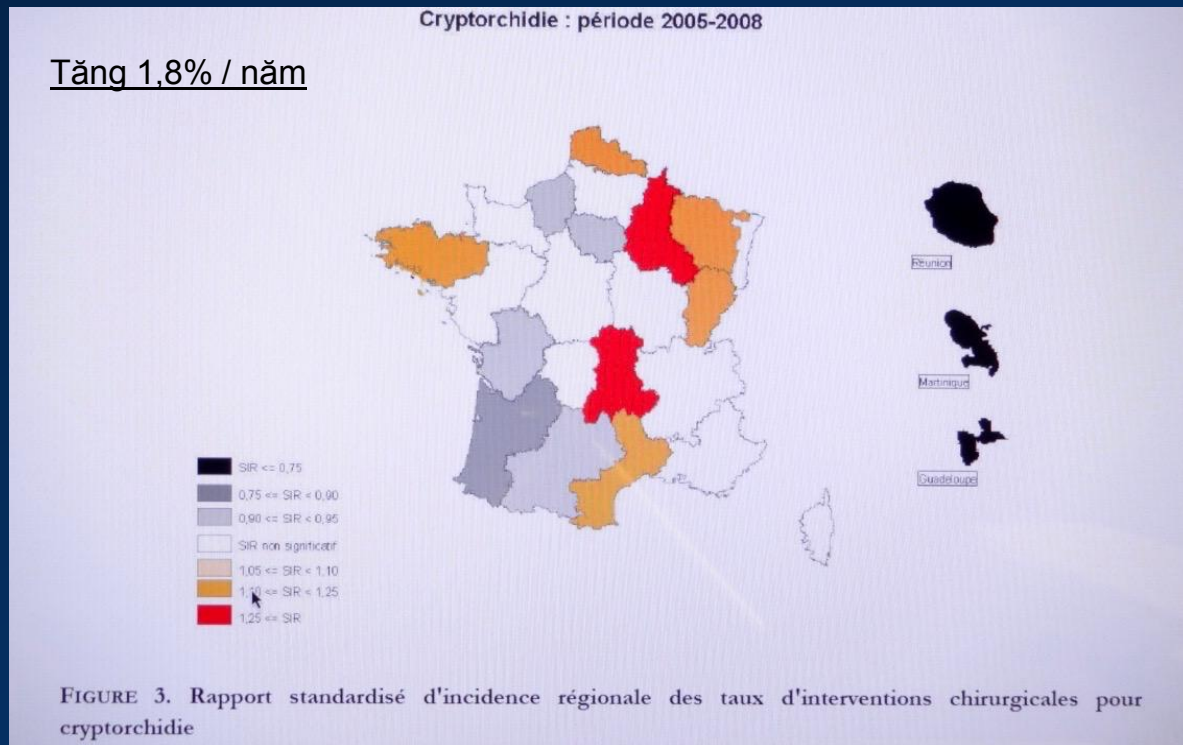 Cryptorchidie : période 2005-2008
Tăng 1,8% / năm
Réunion
Martinique
Guadeloupe
SIR <= 0,75
0,75 <= SIR < 0,90
0,90 <= SIR < 0,95
SIR non significatif
1,05 <= SIR < 1,10
1,10 <= SIR < 1,25
1,25 <= SIR
FIGURE 3. Rapport standardisé d'incidence régionale des taux d'interventions chirurgicales pour
cryptorchidie